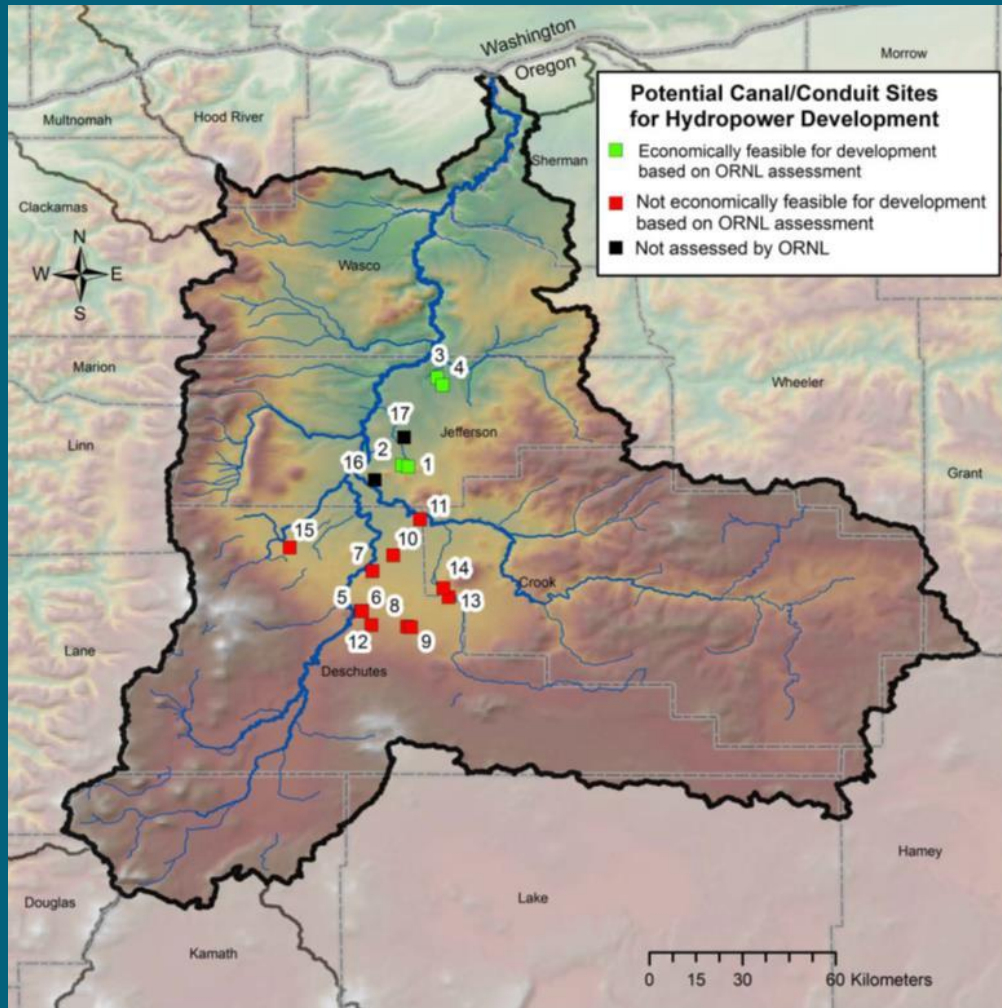 Washington
Oregon
Morrow
Potential Canal/Conduit Sites
for Hydropower Development
Economically feasible for development
based on ORNL assessment
Not economically feasible for development
based on ORNL assessment
Not assessed by ORNL
Multnomah
Hood River
Sherman
Clackamas
N
W E
S
Wasco
Marion
3
4
Wheeler
17
Jefferson
Linn
2
16
1
Grant
11
15
10
7
14
Crook
13
5
6
8
12
9
Lane
Deschutes
Harney
Lake
Douglas
Kamath
0 15 30 60 Kilometers